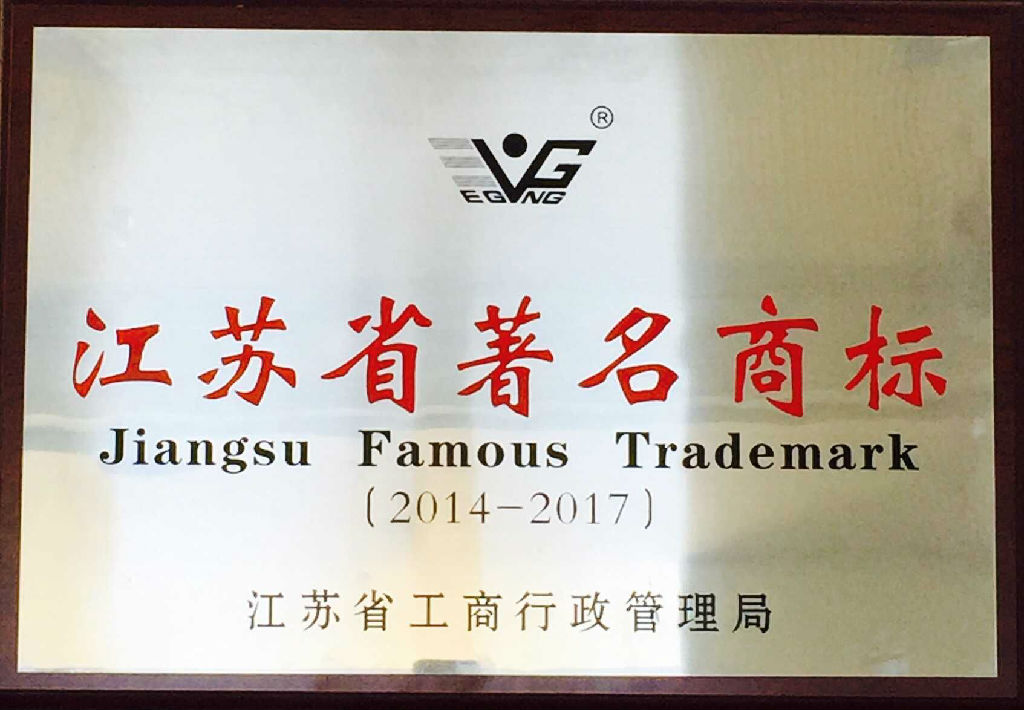 ®
EGING
江苏省著名商标
Jiangsu Famous Trademark
(2014-2017)
江苏省工商行政管理局